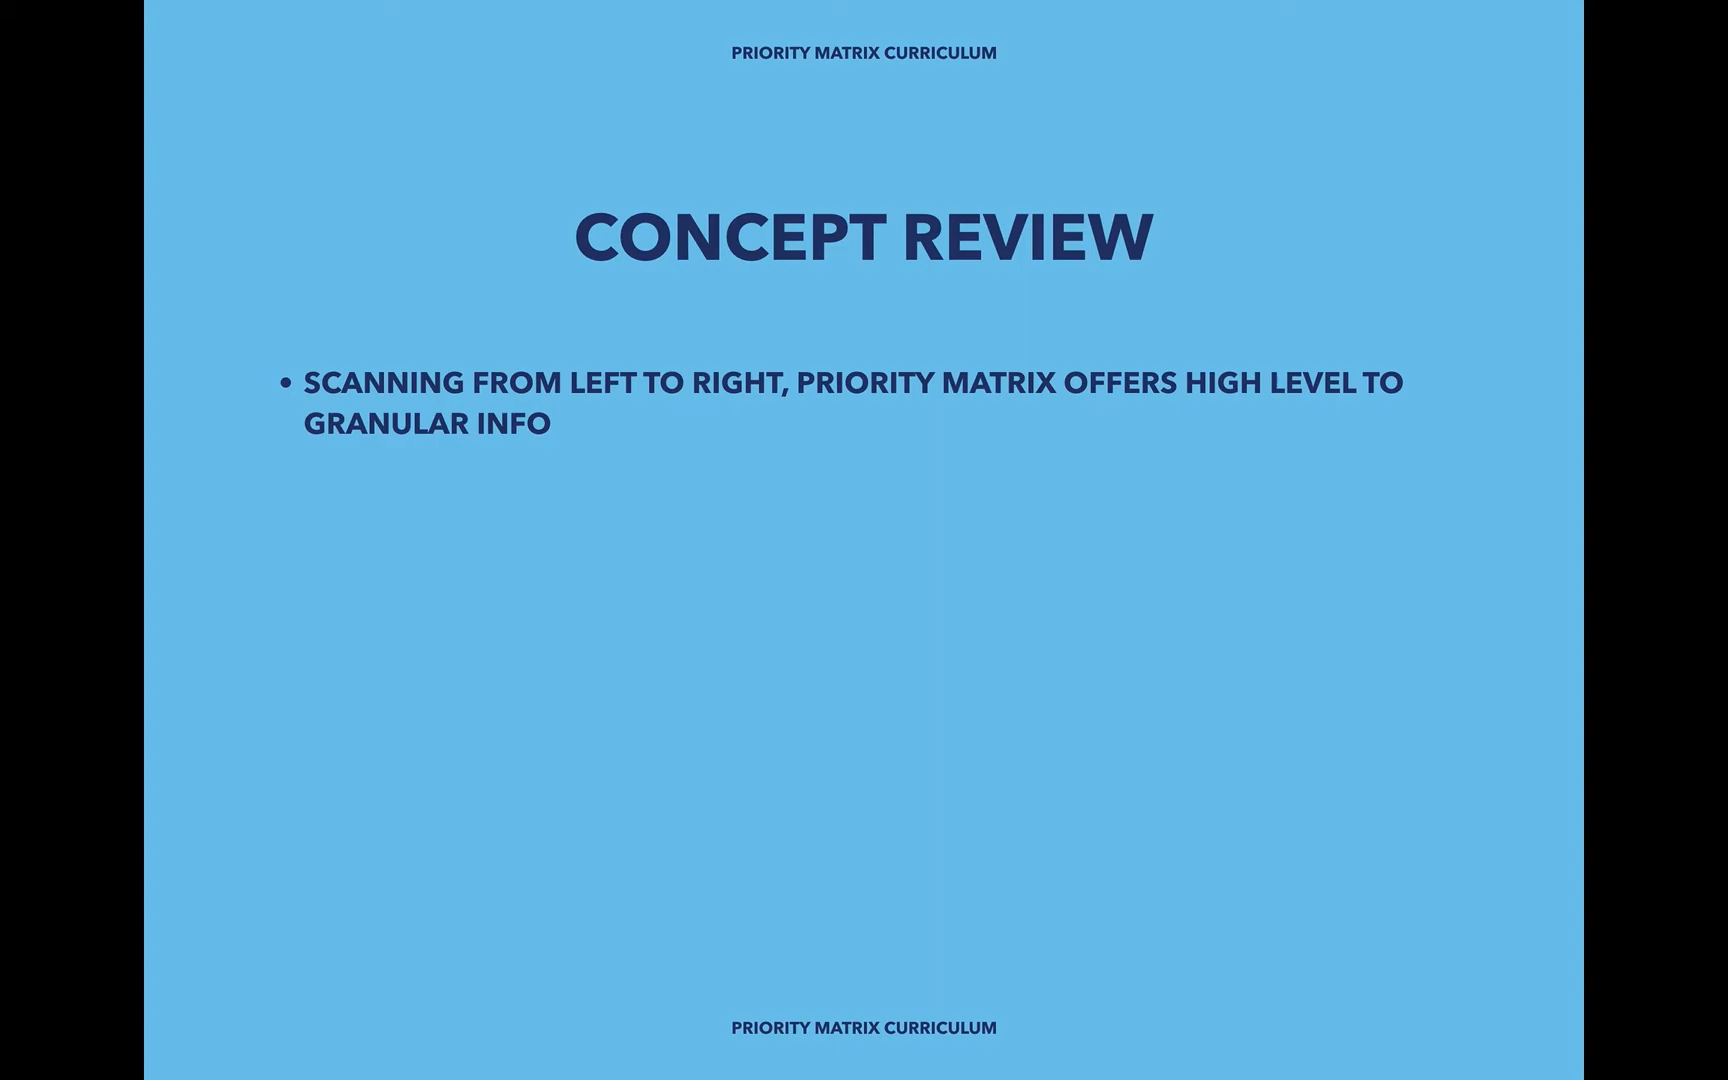 PRIORITY MATRIX CURRICULUM
CONCEPT REVIEW
• SCANNING FROM LEFT TO RIGHT, PRIORITY MATRIX OFFERS HIGH LEVEL TO
GRANULAR INFO
PRIORITY MATRIX CURRICULUM